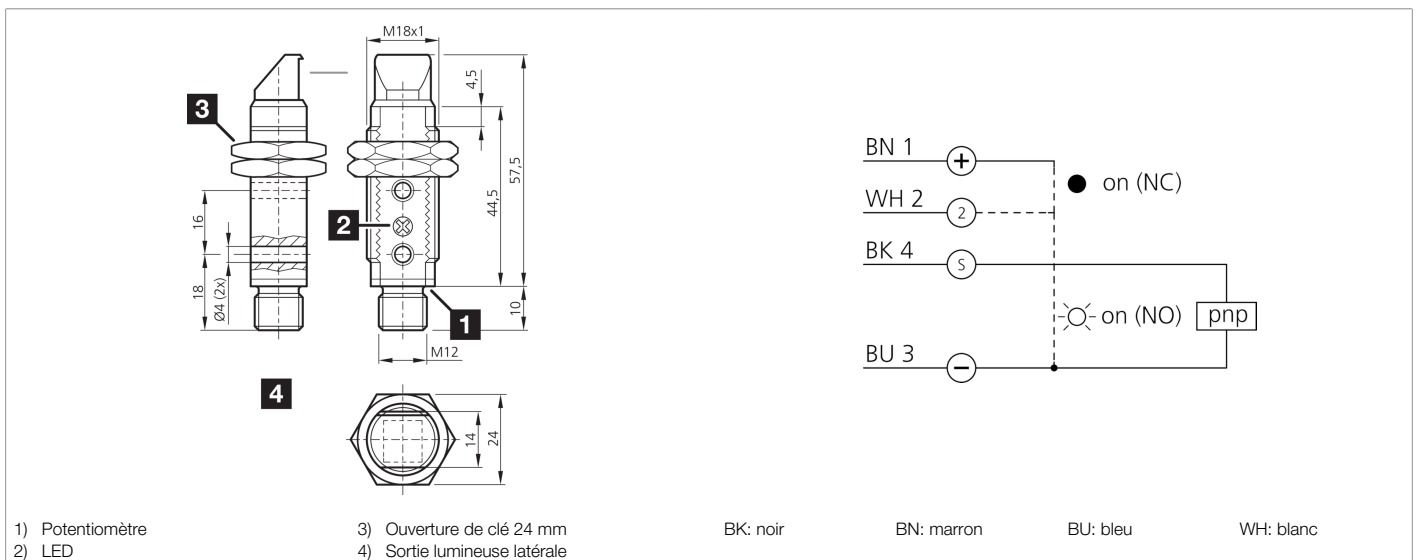 M18x1
4,5
3
57,5
44,5
16
2
18
Ø4 (2x)
10
1
M12
4
14
24
BN 1
+
on (NC)
WH 2
2
BK 4
S
on (NO)
pnp
BU 3
−
1) Potentiomètre
3) Ouverture de clé 24 mm
BK: noir
BN: marron
BU: bleu
WH: blanc
2) LED
4) Sortie lumineuse latérale